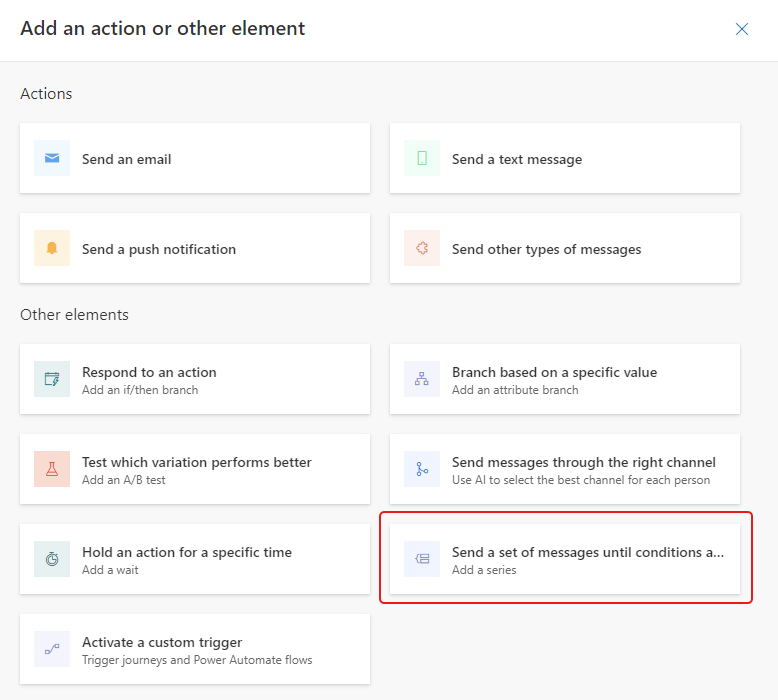 Add an action or other element
Actions
Send an email
Send a text message
Send a push notification
Send other types of messages
Other elements
Respond to an action
Add an if/then branch
Branch based on a specific value
Add an attribute branch
Test which variation performs better
Add an A/B test
Send messages through the right channel
Use AI to select the best channel for each person
Hold an action for a specific time
Add a wait
Send a set of messages until conditions a...
Add a series
Activate a custom trigger
Trigger journeys and Power Automate flows